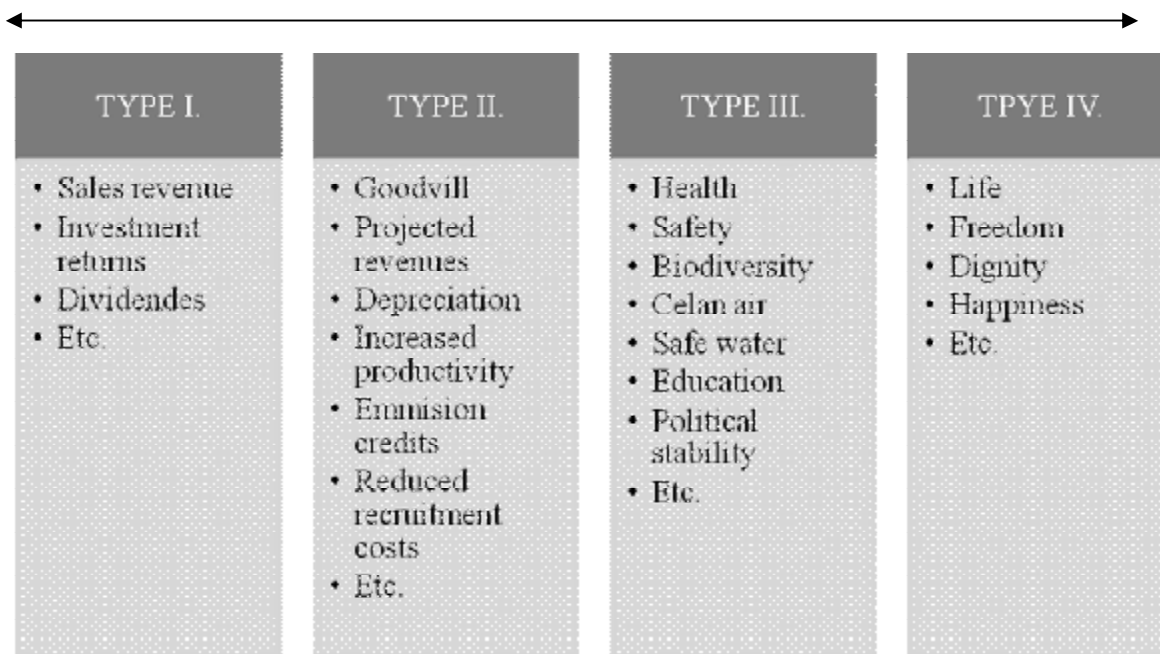 TYPE I.
• Sales revenue
• Investment
returns
• Dividendes
• Etc.
TYPE II.
• Goodvill
• Projected
revenues
• Depreciation
• Increased
productivity
• Emmision
credits
• Reduced
recruitment
costs
• Etc.
TYPE III.
• Health
• Safety
• Biodiversity
• Celan air
• Safe water
• Education
• Political
stability
• Etc.
TPYE IV.
• Life
• Freedom
• Dignity
• Happiness
• Etc.